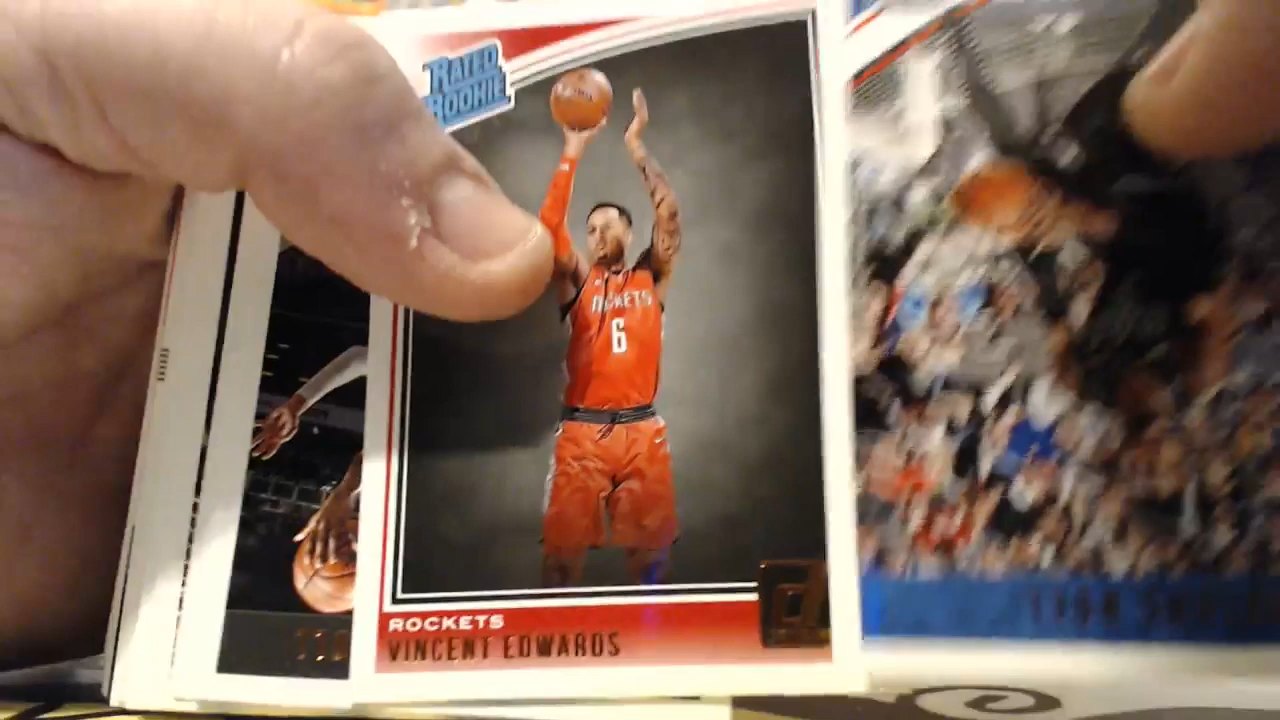 RATED
ROOKIE
ROCKETS
6
ROCKETS
VINCENT EDWARDS